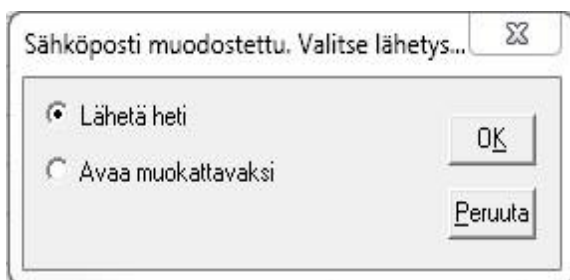 Sähköposti muodostettu. Valitse lähetys...
Lähetä heti
OK
Avaa muokattavaksi
Peruuta